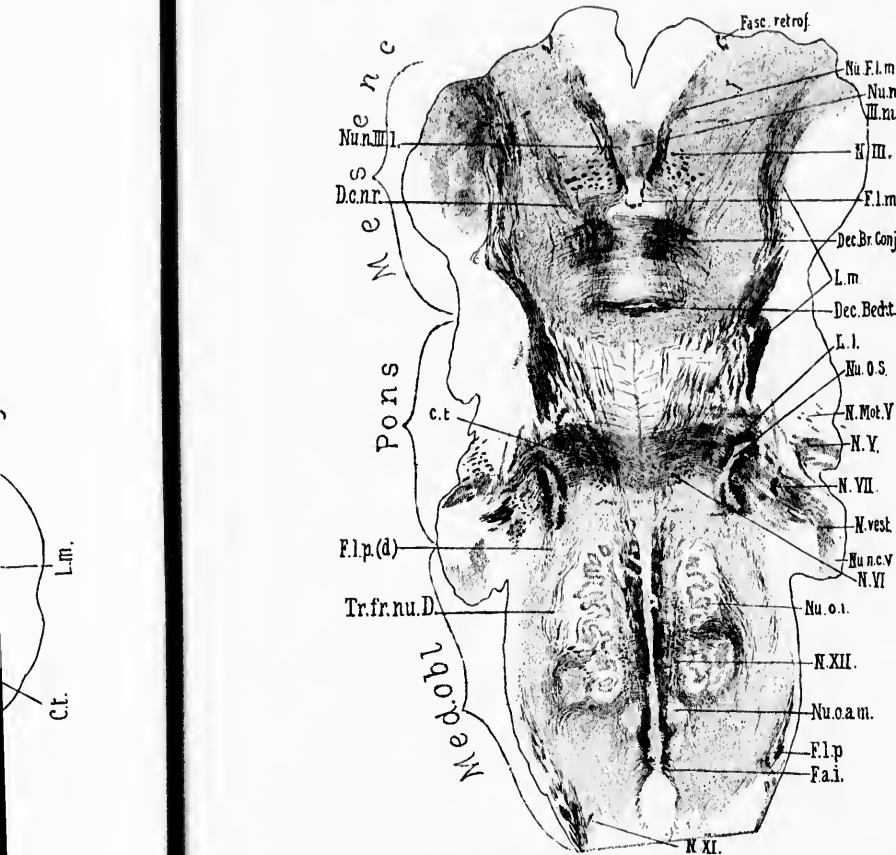 L.m.
C.t.
Mesenc
Pons
Med.obl
Fasc. retrof.
Nu.n.III l.
D.c.n.r.
c.t
F.l.p.(d)
Tr.fr.nu.D.
Nu. F.l.m
Nu.n
III.m
N.III.
F.l.m
Dec.Br.Conj
L.m.
Dec. Becht.
L.l.
Nu.O.S.
N.Mot.V
N.V.
N.VII.
N.vest.
Nu n.c.v
N.VI
Nu.o.i.
N.XII.
Nu.o.a.m.
F.l.p
F.a.i.
N.XI.